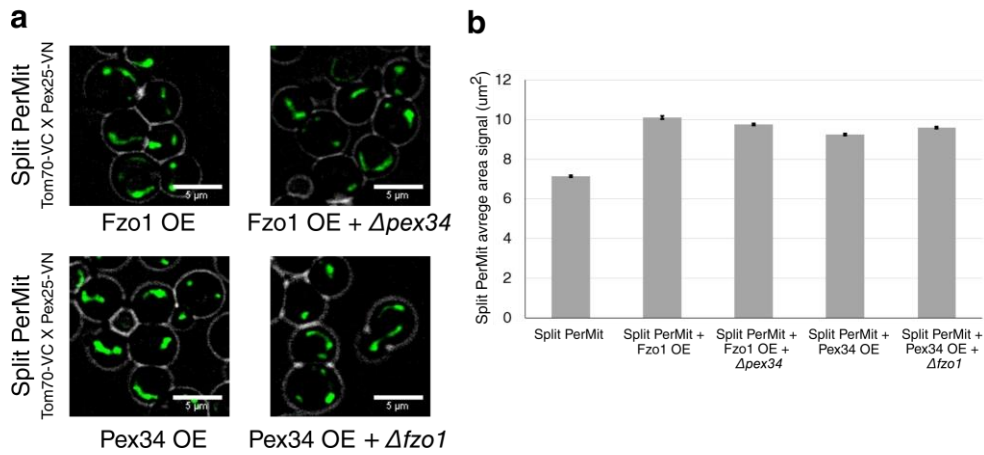 a
Split PerMit
Tom70-VC X Pex25-VN
5 µm
5 µm
Fzo1 OE
Fzo1 OE + Δpex34
Split PerMit
Tom70-VC X Pex25-VN
5 µm
5 µm
Pex34 OE
Pex34 OE + Δfzo1
b
Split PerMit avrege area signal (um²)
12
10
8
6
4
2
0
Split PerMit
Split PerMit +
Fzo1 OE
Split PerMit +
Fzo1 OE +
Δpex34
Split PerMit +
Pex34 OE
Split PerMit +
Pex34 OE +
Δfzo1